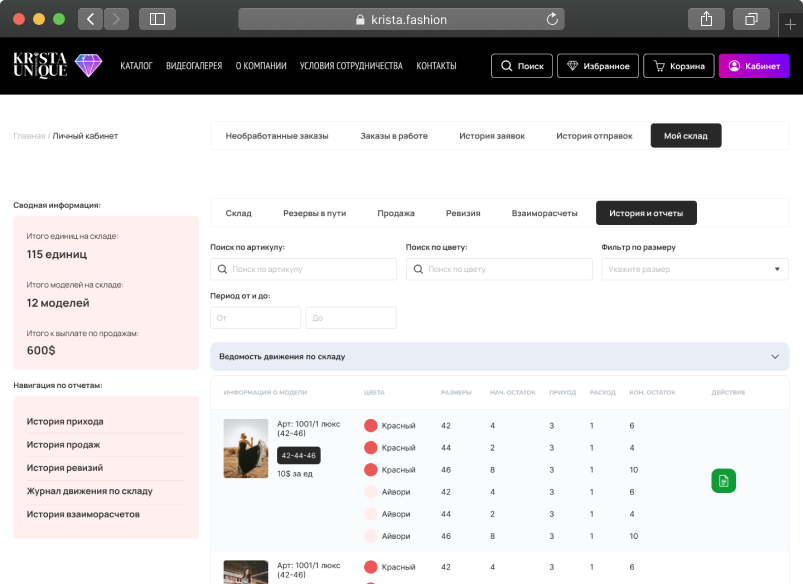 krista.fashion
KRISTA UNIQUE
КАТАЛОГ ВИДЕОГАЛЕРЕЯ О КОМПАНИИ УСЛОВИЯ СОТРУДНИЧЕСТВА КОНТАКТЫ Поиск Избранное Корзина Кабинет
Главная / Личный кабинет
Необработанные заказы Заказы в работе История заявок История отправок Мой склад
Сводная информация:
Итого единиц на складе:
115 единиц
Итого моделей на складе:
12 моделей
Итого к выплате по продажам:
600$
Навигация по отчетам:
История прихода
История продаж
История ревизий
Журнал движения по складу
История взаиморасчетов
Склад Резервы в пути Продажа Ревизия Взаиморасчеты История и отчеты
Поиск по артикулу: Поиск по цвету: Фильтр по размеру
Поиск по артикулу Поиск по цвету Укажите размер
Период от и до:
От До
Ведомость движения по складу
ИНФОРМАЦИЯ О МОДЕЛИ ЦВЕТА РАЗМЕРЫ НАЧ. ОСТАТОК ПРИХОД РАСХОД КОН. ОСТАТОК ДЕЙСТВИЕ
Арт: 1001/1 люкс
(42-46)
42-44-46
10$ за ед
Красный 42 4 3 1 6
Красный 44 2 3 1 4
Красный 46 8 3 1 10
Айвори 42 4 3 1 6
Айвори 44 2 3 1 4
Айвори 46 8 3 1 10
Арт: 1001/1 люкс
(42-46)
Красный 42 4 3 1 6